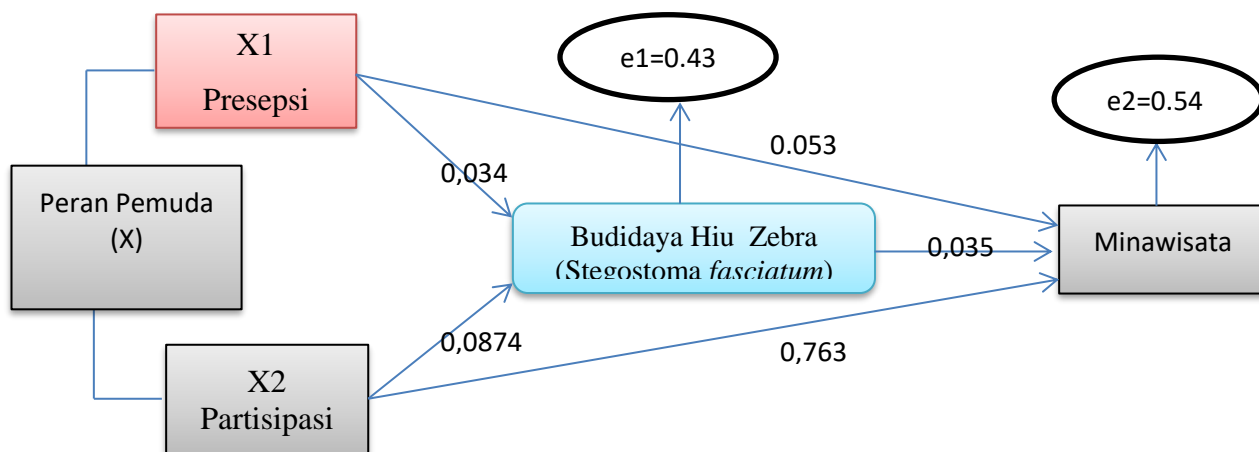 X1
Presepsi
e1=0.43
e2=0.54
0.053
0,034
Peran Pemuda
(X)
Budidaya Hiu Zebra
(Stegostoma fasciatum)
0,035
Minawisata
0,0874
0,763
X2
Partisipasi